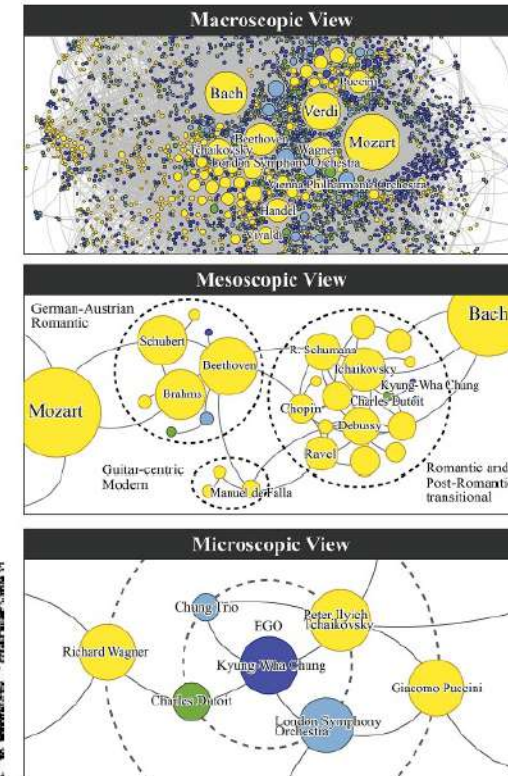 Macroscopic View
Puccini
Bach
Verdi
Beethoven
Mozart
Tchaikovsky
Wagner
London Symphony Orchestra
Vienna Philharmonic Orchestra
Handel
Vivaldi
Mesoscopic View
German-Austrian
Romantic
Bach
Schubert
R. Schumann
Beethoven
Tchaikovsky
Kyung-Wha Chung
Brahms
Charles Dutoit
Mozart
Chopin
Debussy
Ravel
Guitar-centric
Modern
Manuel de Falla
Romantic and
Post-Romantic
transitional
Microscopic View
Chung Trio
EGO
Peter Ilyich
Tchaikovsky
Richard Wagner
Kyung-Wha Chung
Giacomo Puccini
Charles Dutoit
London Symphony
Orchestra